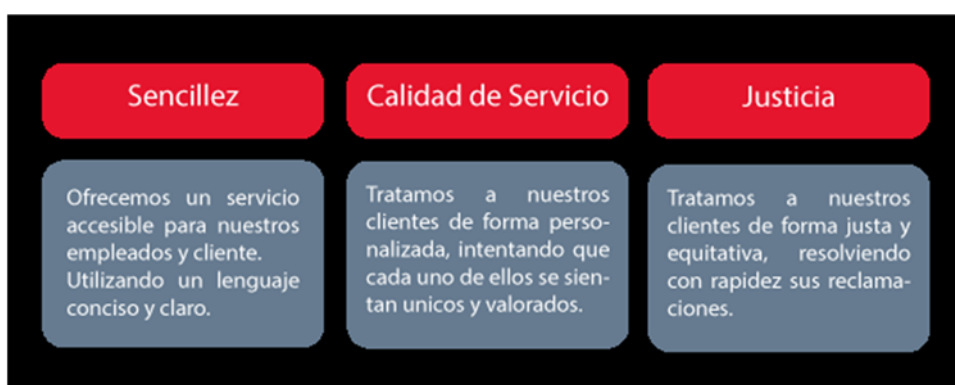 Sencillez
Calidad de Servicio
Justicia
Ofrecemos un servicio
accesible para nuestros
empleados y cliente.
Utilizando un lenguaje
conciso y claro.
Tratamos a nuestros
clientes de forma perso-
nalizada, intentando que
cada uno de ellos se sien-
tan unicos y valorados.
Tratamos a nuestros
clientes de forma justa y
equitativa, resolviendo
con rapidez sus reclama-
ciones.